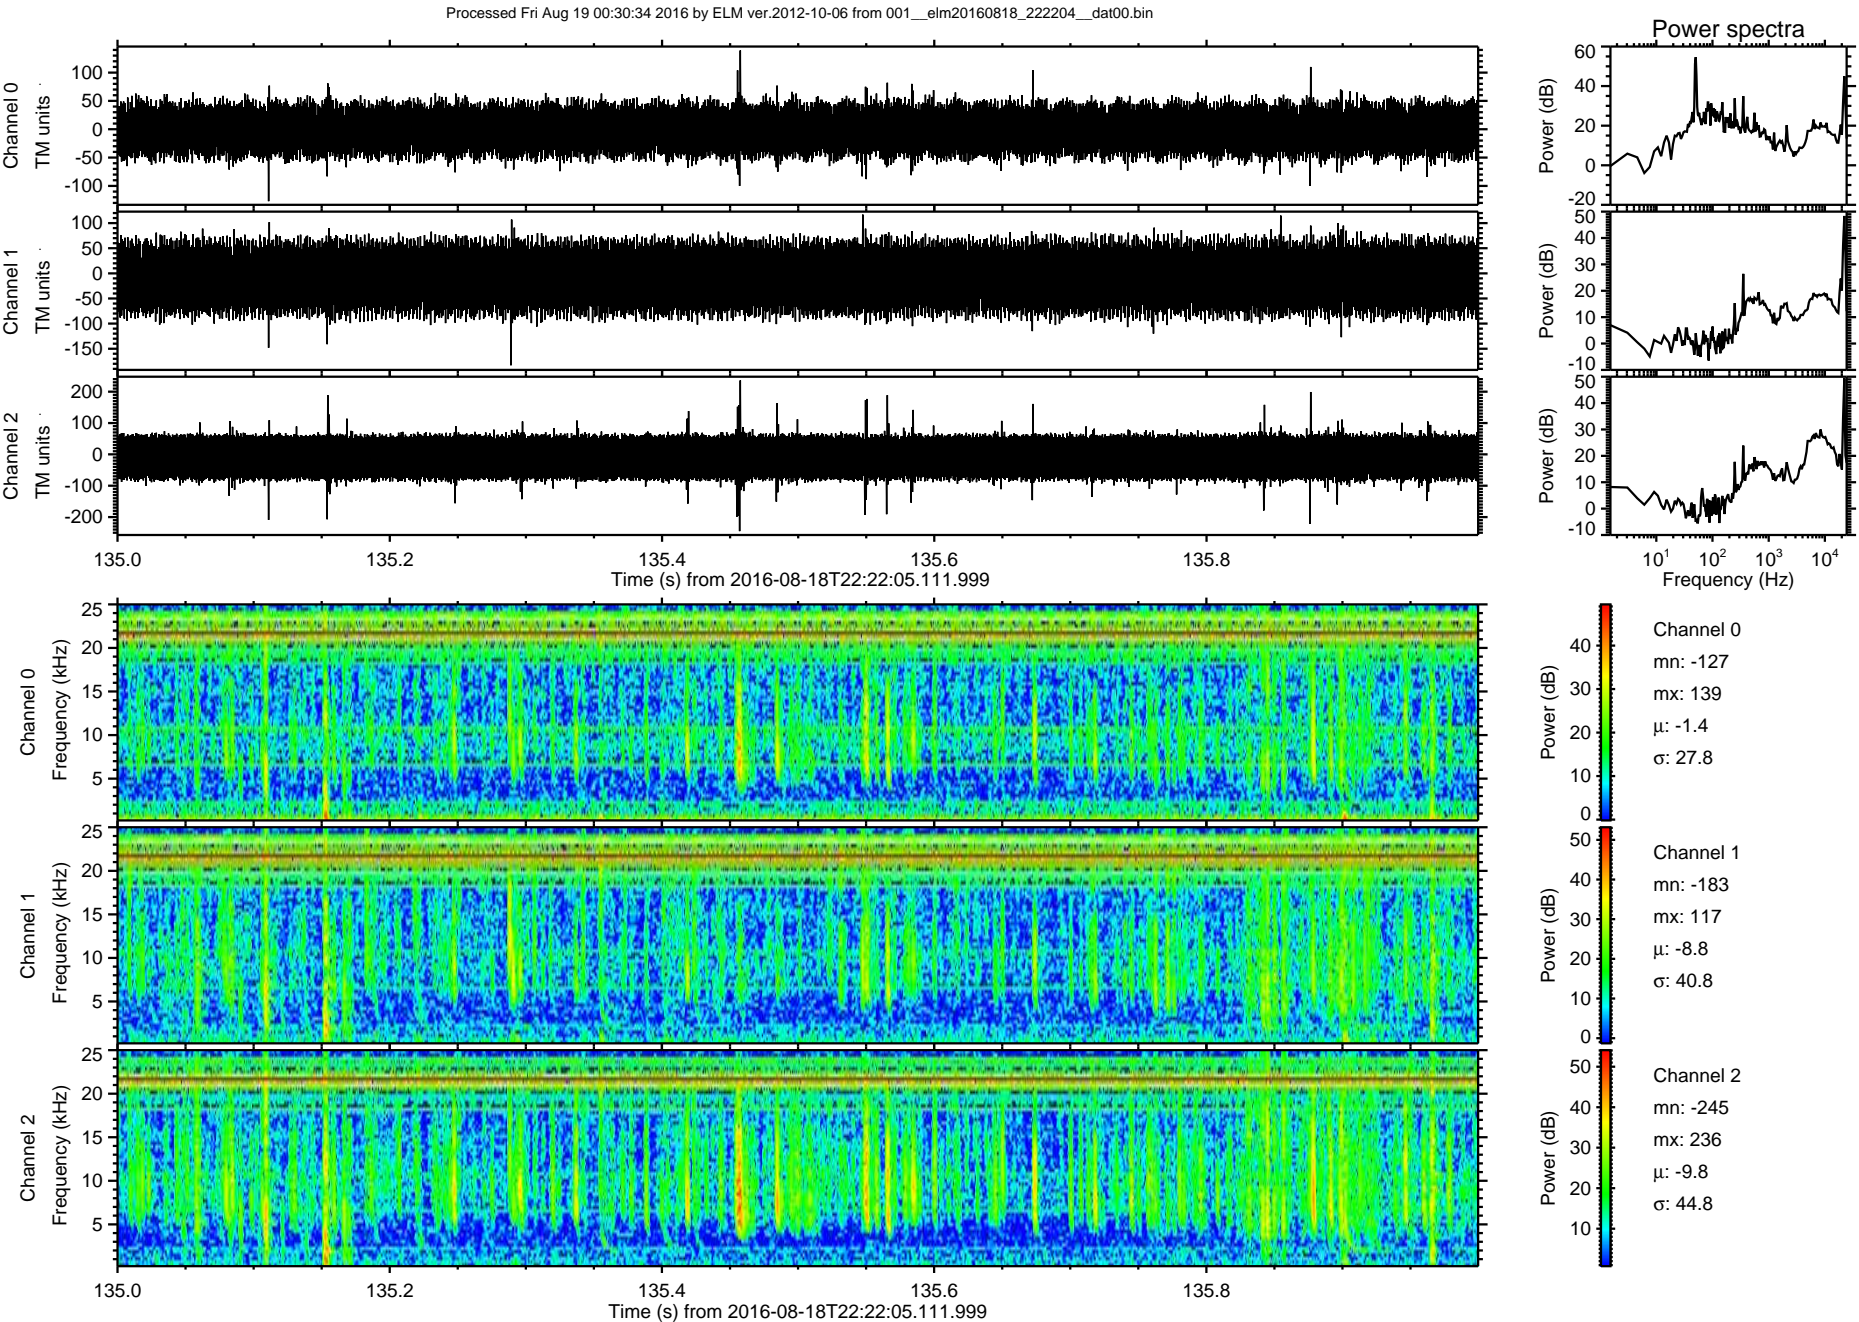 Processed Fri Aug 19 00:30:34 2016 by ELM ver.2012-10-06 from 001__elm20160818_222204__dat00.bin
Power spectra
Channel 0
TM units
100
50
0
-50
-100
Power (dB)
60
40
20
0
-20
Channel 1
TM units
100
50
0
-50
-100
-150
Power (dB)
50
40
30
20
10
0
-10
Channel 2
TM units
200
100
0
-100
-200
Power (dB)
50
40
30
20
10
0
-10
135.0 135.2 135.4 135.6 135.8
Time (s) from 2016-08-18T22:22:05.111.999
10^1 10^2 10^3 10^4
Frequency (Hz)
Channel 0
Frequency (kHz)
25
20
15
10
5
Power (dB)
40
30
20
10
0
Channel 0
mn: -127
mx: 139
µ: -1.4
σ: 27.8
Channel 1
Frequency (kHz)
25
20
15
10
5
Power (dB)
50
40
30
20
10
0
Channel 1
mn: -183
mx: 117
µ: -8.8
σ: 40.8
Channel 2
Frequency (kHz)
25
20
15
10
5
Power (dB)
50
40
30
20
10
Channel 2
mn: -245
mx: 236
µ: -9.8
σ: 44.8
135.0 135.2 135.4 135.6 135.8
Time (s) from 2016-08-18T22:22:05.111.999